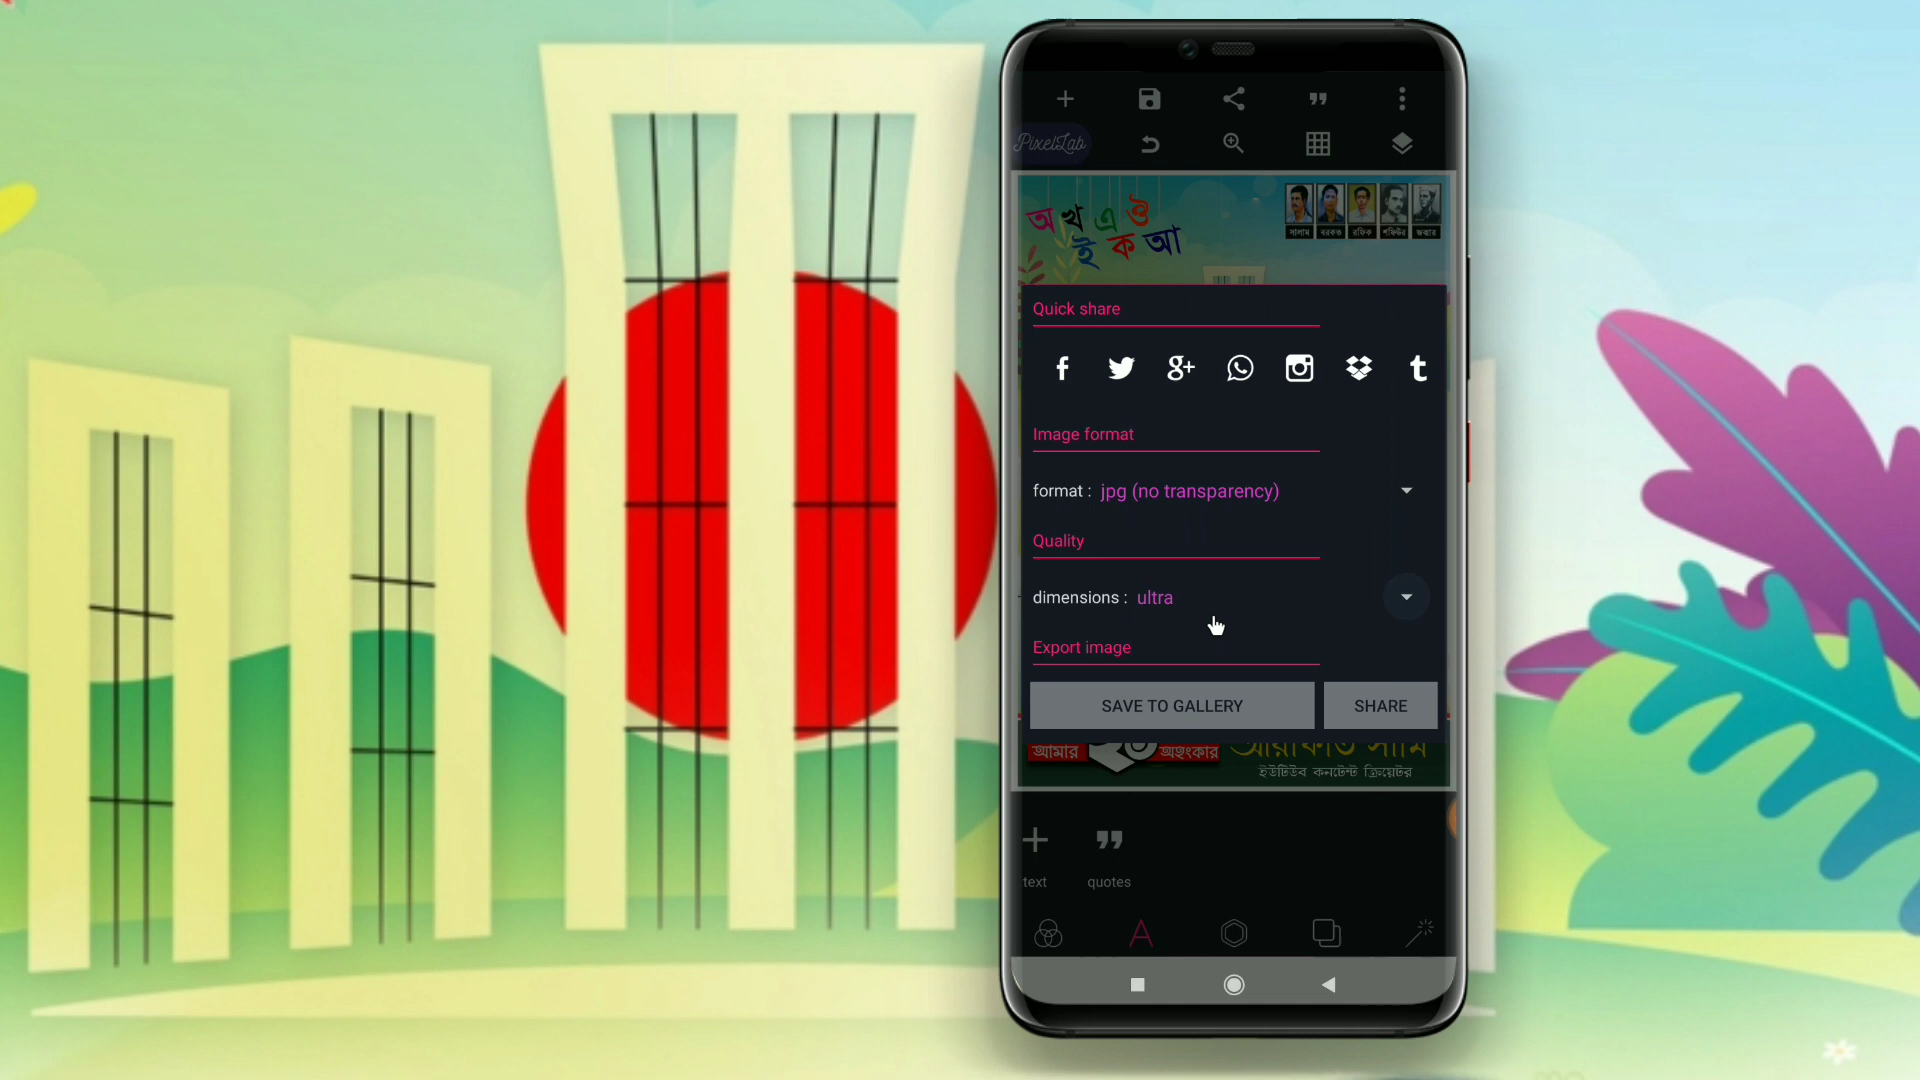 PixelLab
অ খ এ ঔ
ই ক আ
সালাম বরকত রফিক শফিউর জব্বার
Quick share
Image format
format : jpg (no transparency)
Quality
dimensions : ultra
Export image
SAVE TO GALLERY SHARE
আমার অহংকার
ইউটিউব কনটেন্ট ক্রিয়েটর
text quotes